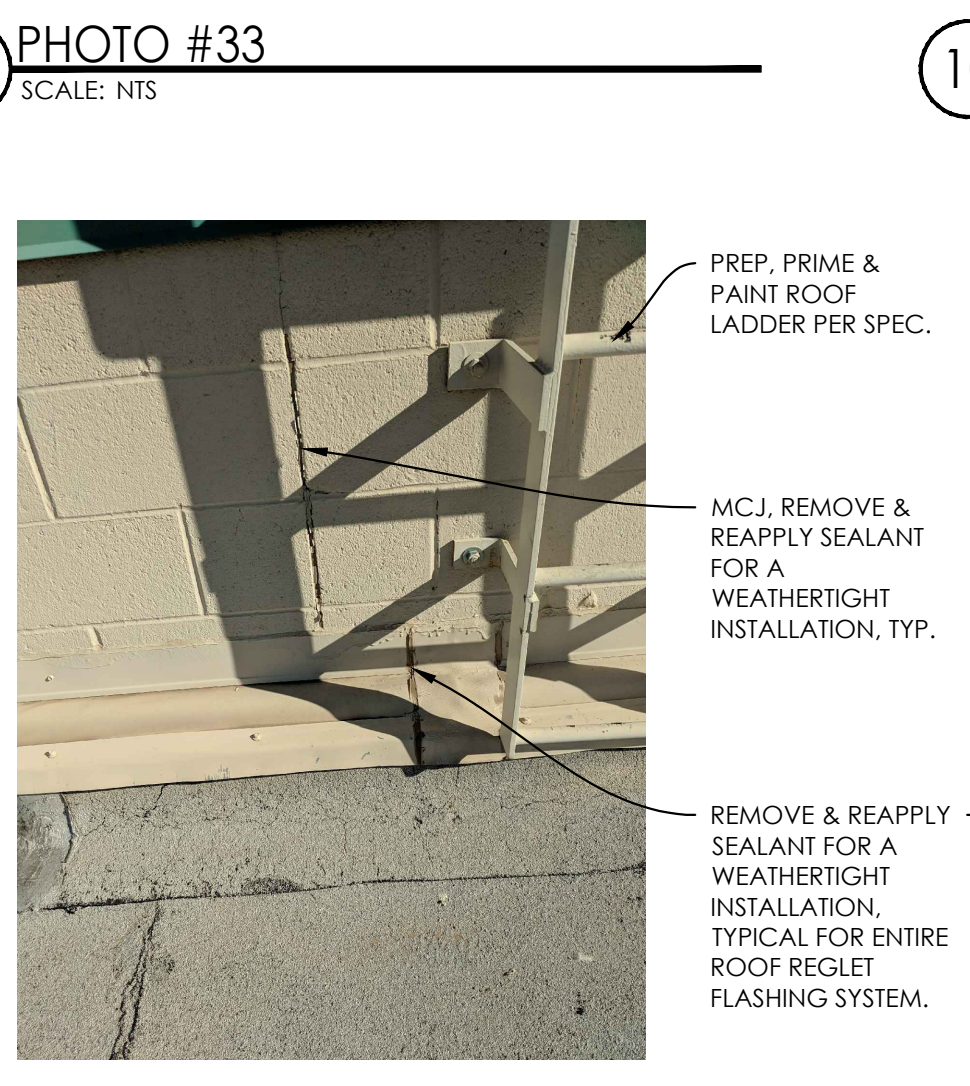 PHOTO #33
SCALE: NTS
PREP, PRIME &
PAINT ROOF
LADDER PER SPEC.
MCJ, REMOVE &
REAPPLY SEALANT
FOR A
WEATHERTIGHT
INSTALLATION, TYP.
REMOVE & REAPPLY
SEALANT FOR A
WEATHERTIGHT
INSTALLATION,
TYPICAL FOR ENTIRE
ROOF REGLET
FLASHING SYSTEM.